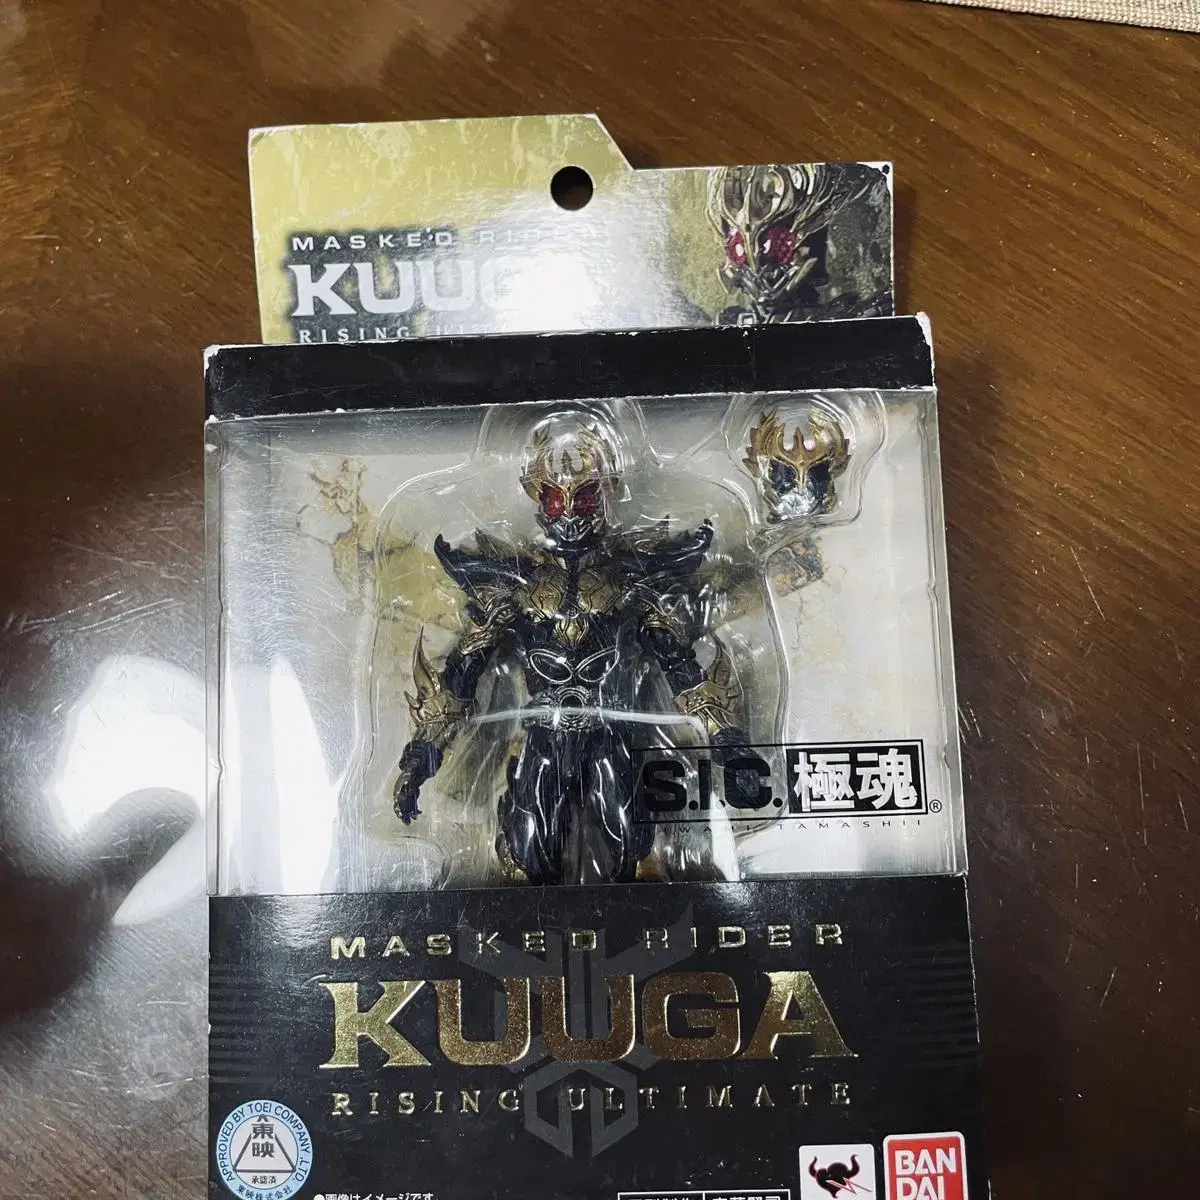 MASKED RIDER
KUUGA
RISING
S.I.C. 極魂®
KIWAMI TAMASHII
MASKED RIDER
KUUGA
RISING ULTIMATE
APPROVED BY TOEI COMPANY, LTD.
東映
承認済
東映株式会社
●画像はイメージです。
BAN
DAI